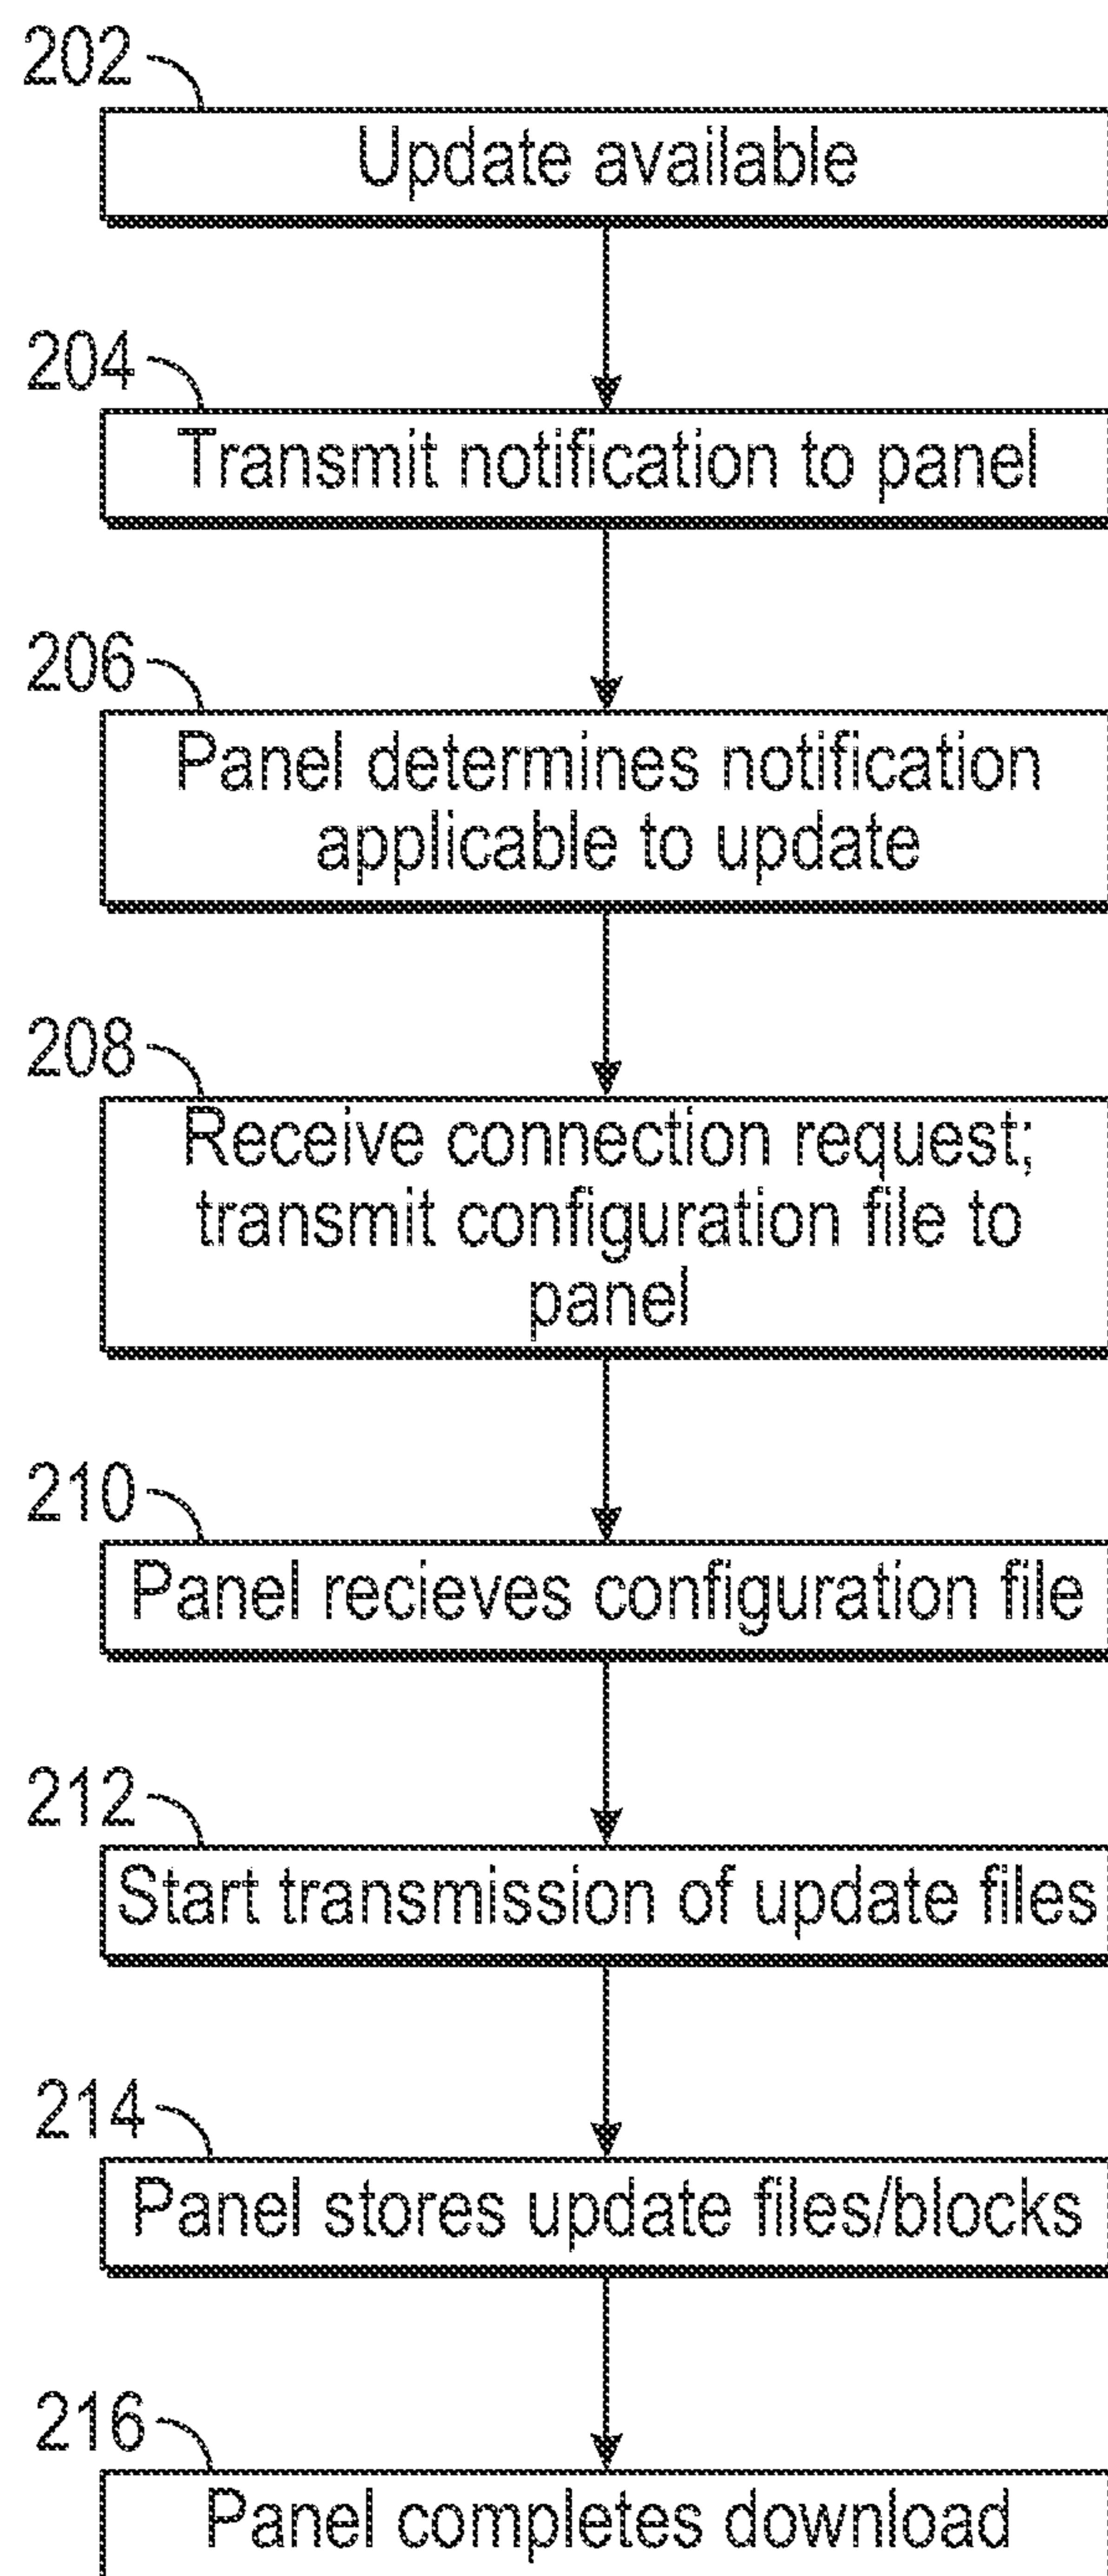 202
Update available
204
Transmit notification to panel
206
Panel determines notification
applicable to update
208
Receive connection request;
transmit configuration file to
panel
210
Panel recieves configuration file
212
Start transmission of update files
214
Panel stores update files/blocks
216
Panel completes download